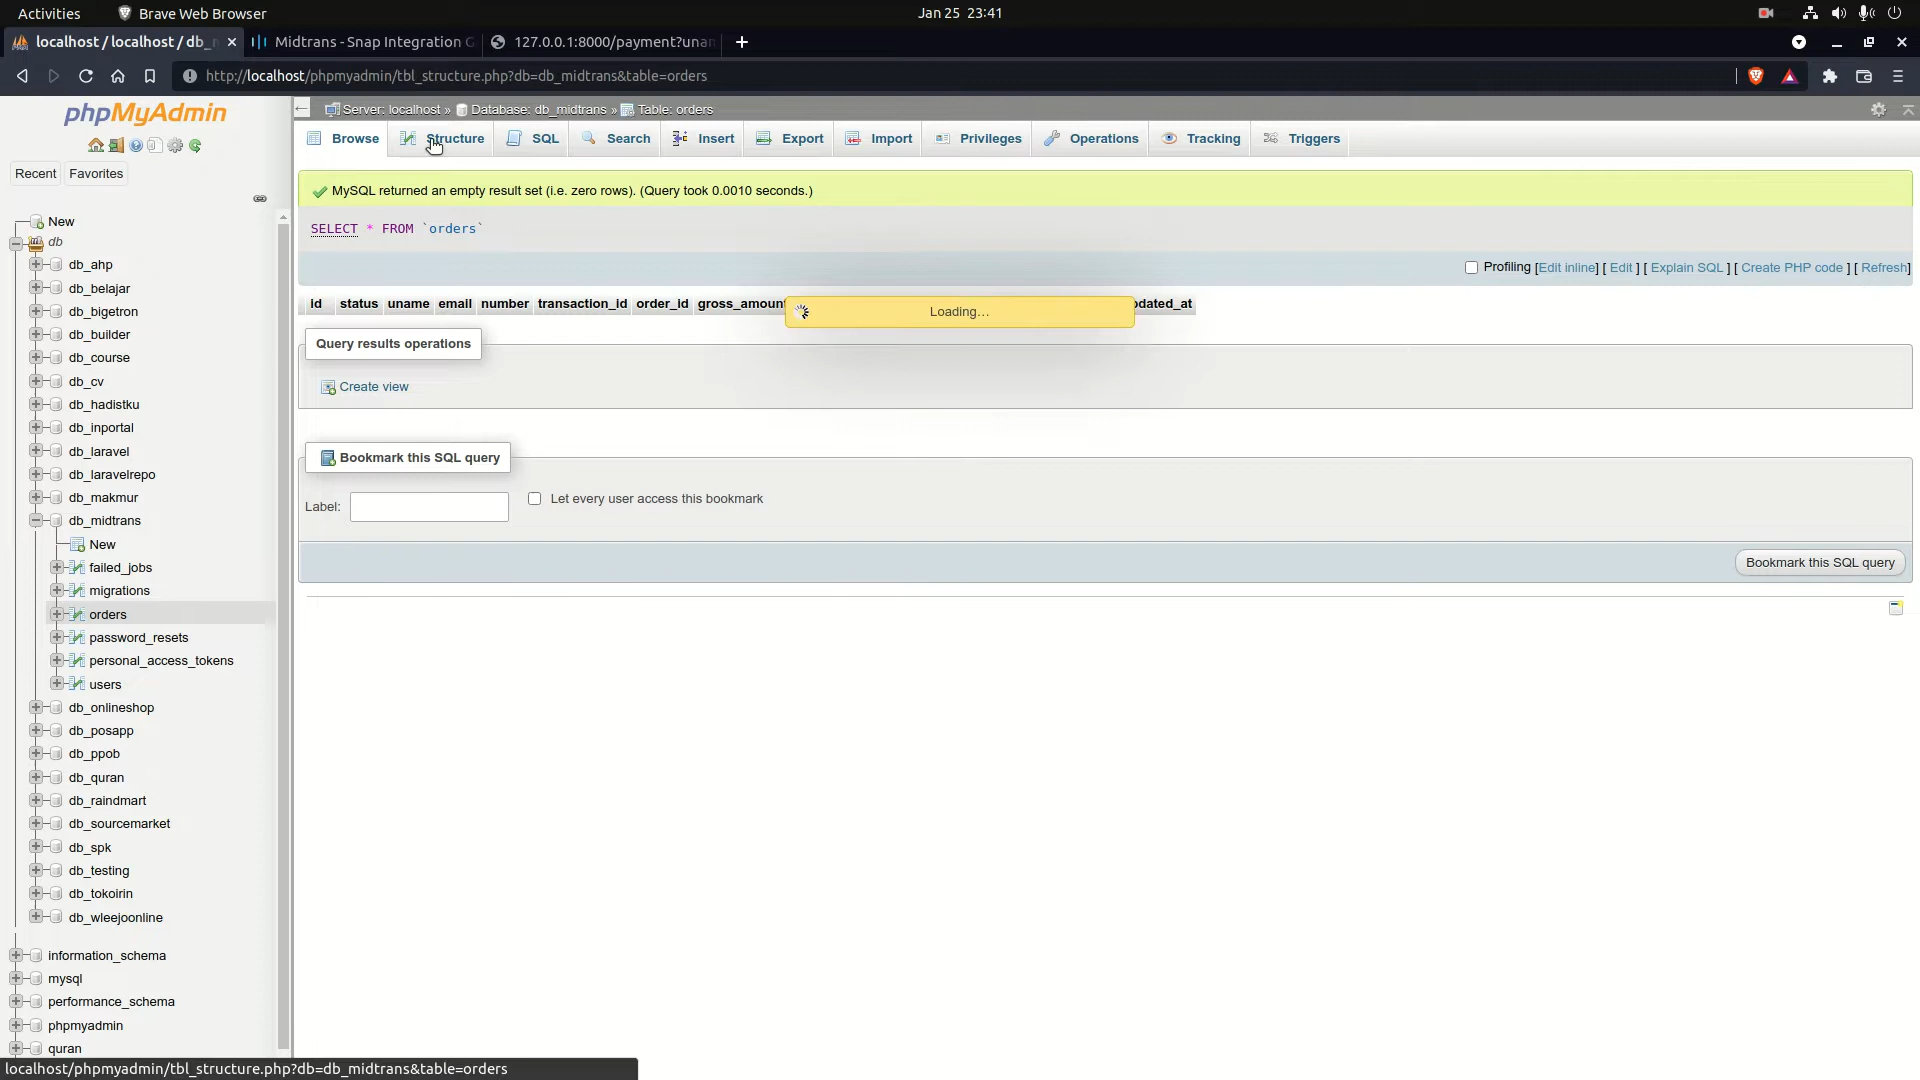 Activities
Brave Web Browser
Jan 25 23:41
localhost / localhost / db_
Midtrans - Snap Integration G
127.0.0.1:8000/payment?unan
http://localhost/phpmyadmin/tbl_structure.php?db=db_midtrans&table=orders
phpMyAdmin
Recent
Favorites
New
db
db_ahp
db_belajar
db_bigetron
db_builder
db_course
db_cv
db_hadistku
db_inportal
db_laravel
db_laravelrepo
db_makmur
db_midtrans
New
failed_jobs
migrations
orders
password_resets
personal_access_tokens
users
db_onlineshop
db_posapp
db_ppob
db_quran
db_raindmart
db_sourcemarket
db_spk
db_testing
db_tokoirin
db_wleejoonline
information_schema
mysql
performance_schema
phpmyadmin
quran
Server: localhost » Database: db_midtrans » Table: orders
Browse
Structure
SQL
Search
Insert
Export
Import
Privileges
Operations
Tracking
Triggers
MySQL returned an empty result set (i.e. zero rows). (Query took 0.0010 seconds.)
SELECT * FROM `orders`
Profiling [Edit inline] [ Edit ] [ Explain SQL ] [ Create PHP code ] [ Refresh]
id status uname email number transaction_id order_id gross_amount pdated_at
Loading…
Query results operations
Create view
Bookmark this SQL query
Label:
Let every user access this bookmark
Bookmark this SQL query
localhost/phpmyadmin/tbl_structure.php?db=db_midtrans&table=orders